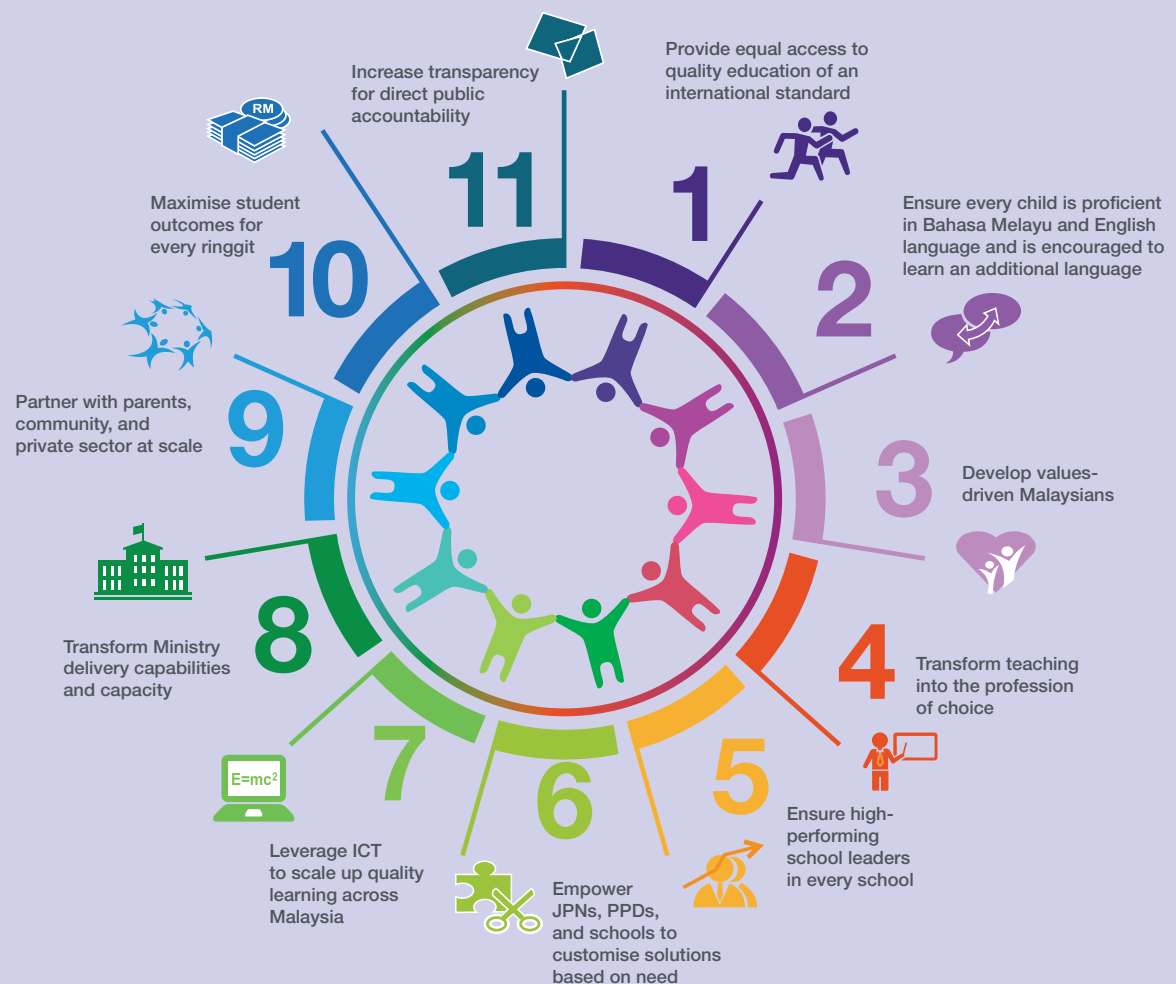 1
Provide equal access to
quality education of an
international standard
2
Ensure every child is proficient
in Bahasa Melayu and English
language and is encouraged to
learn an additional language
3
Develop values-
driven Malaysians
4
Transform teaching
into the profession
of choice
5
Ensure high-
performing
school leaders
in every school
6
Empower
JPNs, PPDs,
and schools to
customise solutions
based on need
7
E=mc²
Leverage ICT
to scale up quality
learning across
Malaysia
8
Transform Ministry
delivery capabilities
and capacity
9
Partner with parents,
community, and
private sector at scale
10
RM
Maximise student
outcomes for
every ringgit
11
Increase transparency
for direct public
accountability